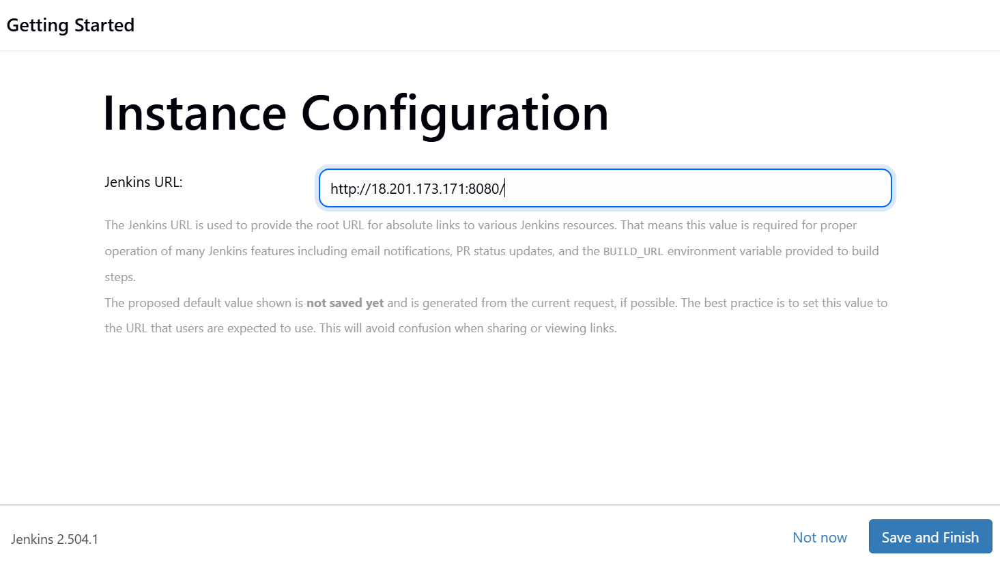 Getting Started
Instance Configuration
Jenkins URL:
http://18.201.173.171:8080/
The Jenkins URL is used to provide the root URL for absolute links to various Jenkins resources. That means this value is required for proper
operation of many Jenkins features including email notifications, PR status updates, and the BUILD_URL environment variable provided to build
steps.
The proposed default value shown is not saved yet and is generated from the current request, if possible. The best practice is to set this value to
the URL that users are expected to use. This will avoid confusion when sharing or viewing links.
Jenkins 2.504.1
Not now
Save and Finish